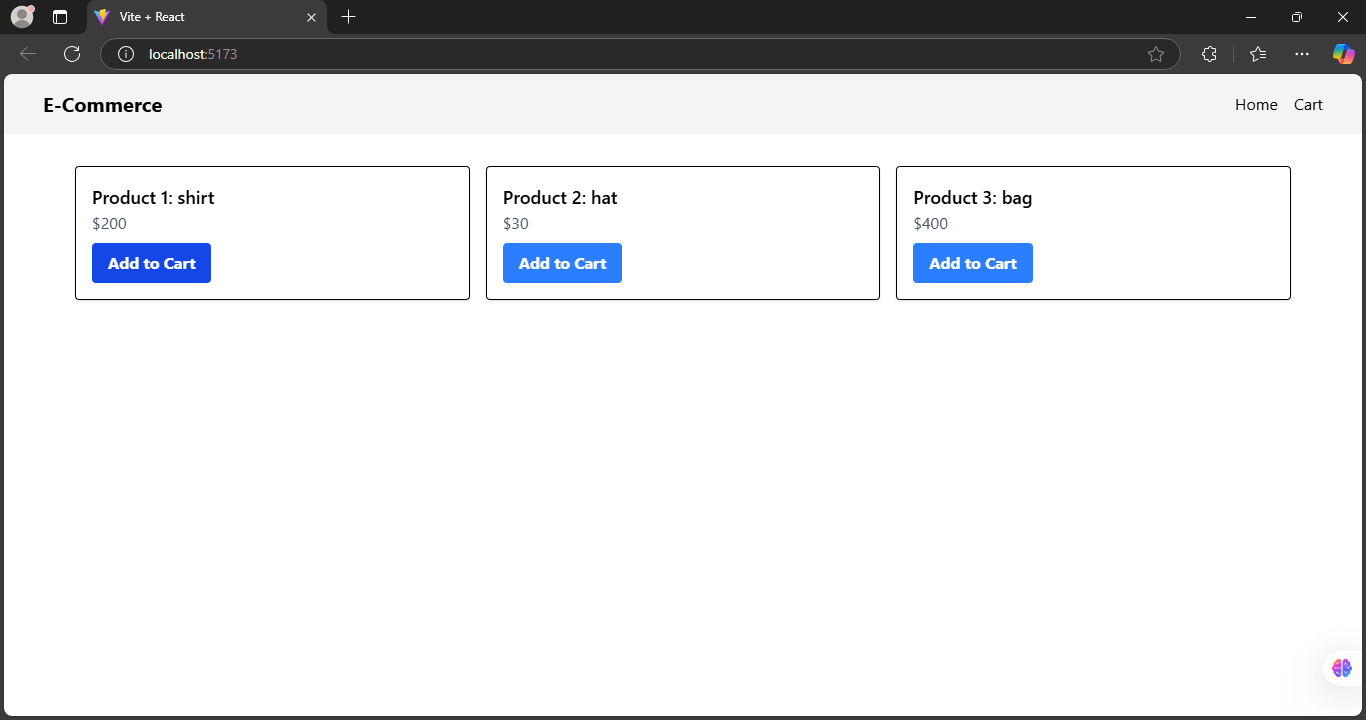 Vite + React
localhost:5173
E-Commerce
Home Cart
Product 1: shirt
$200
Add to Cart
Product 2: hat
$30
Add to Cart
Product 3: bag
$400
Add to Cart